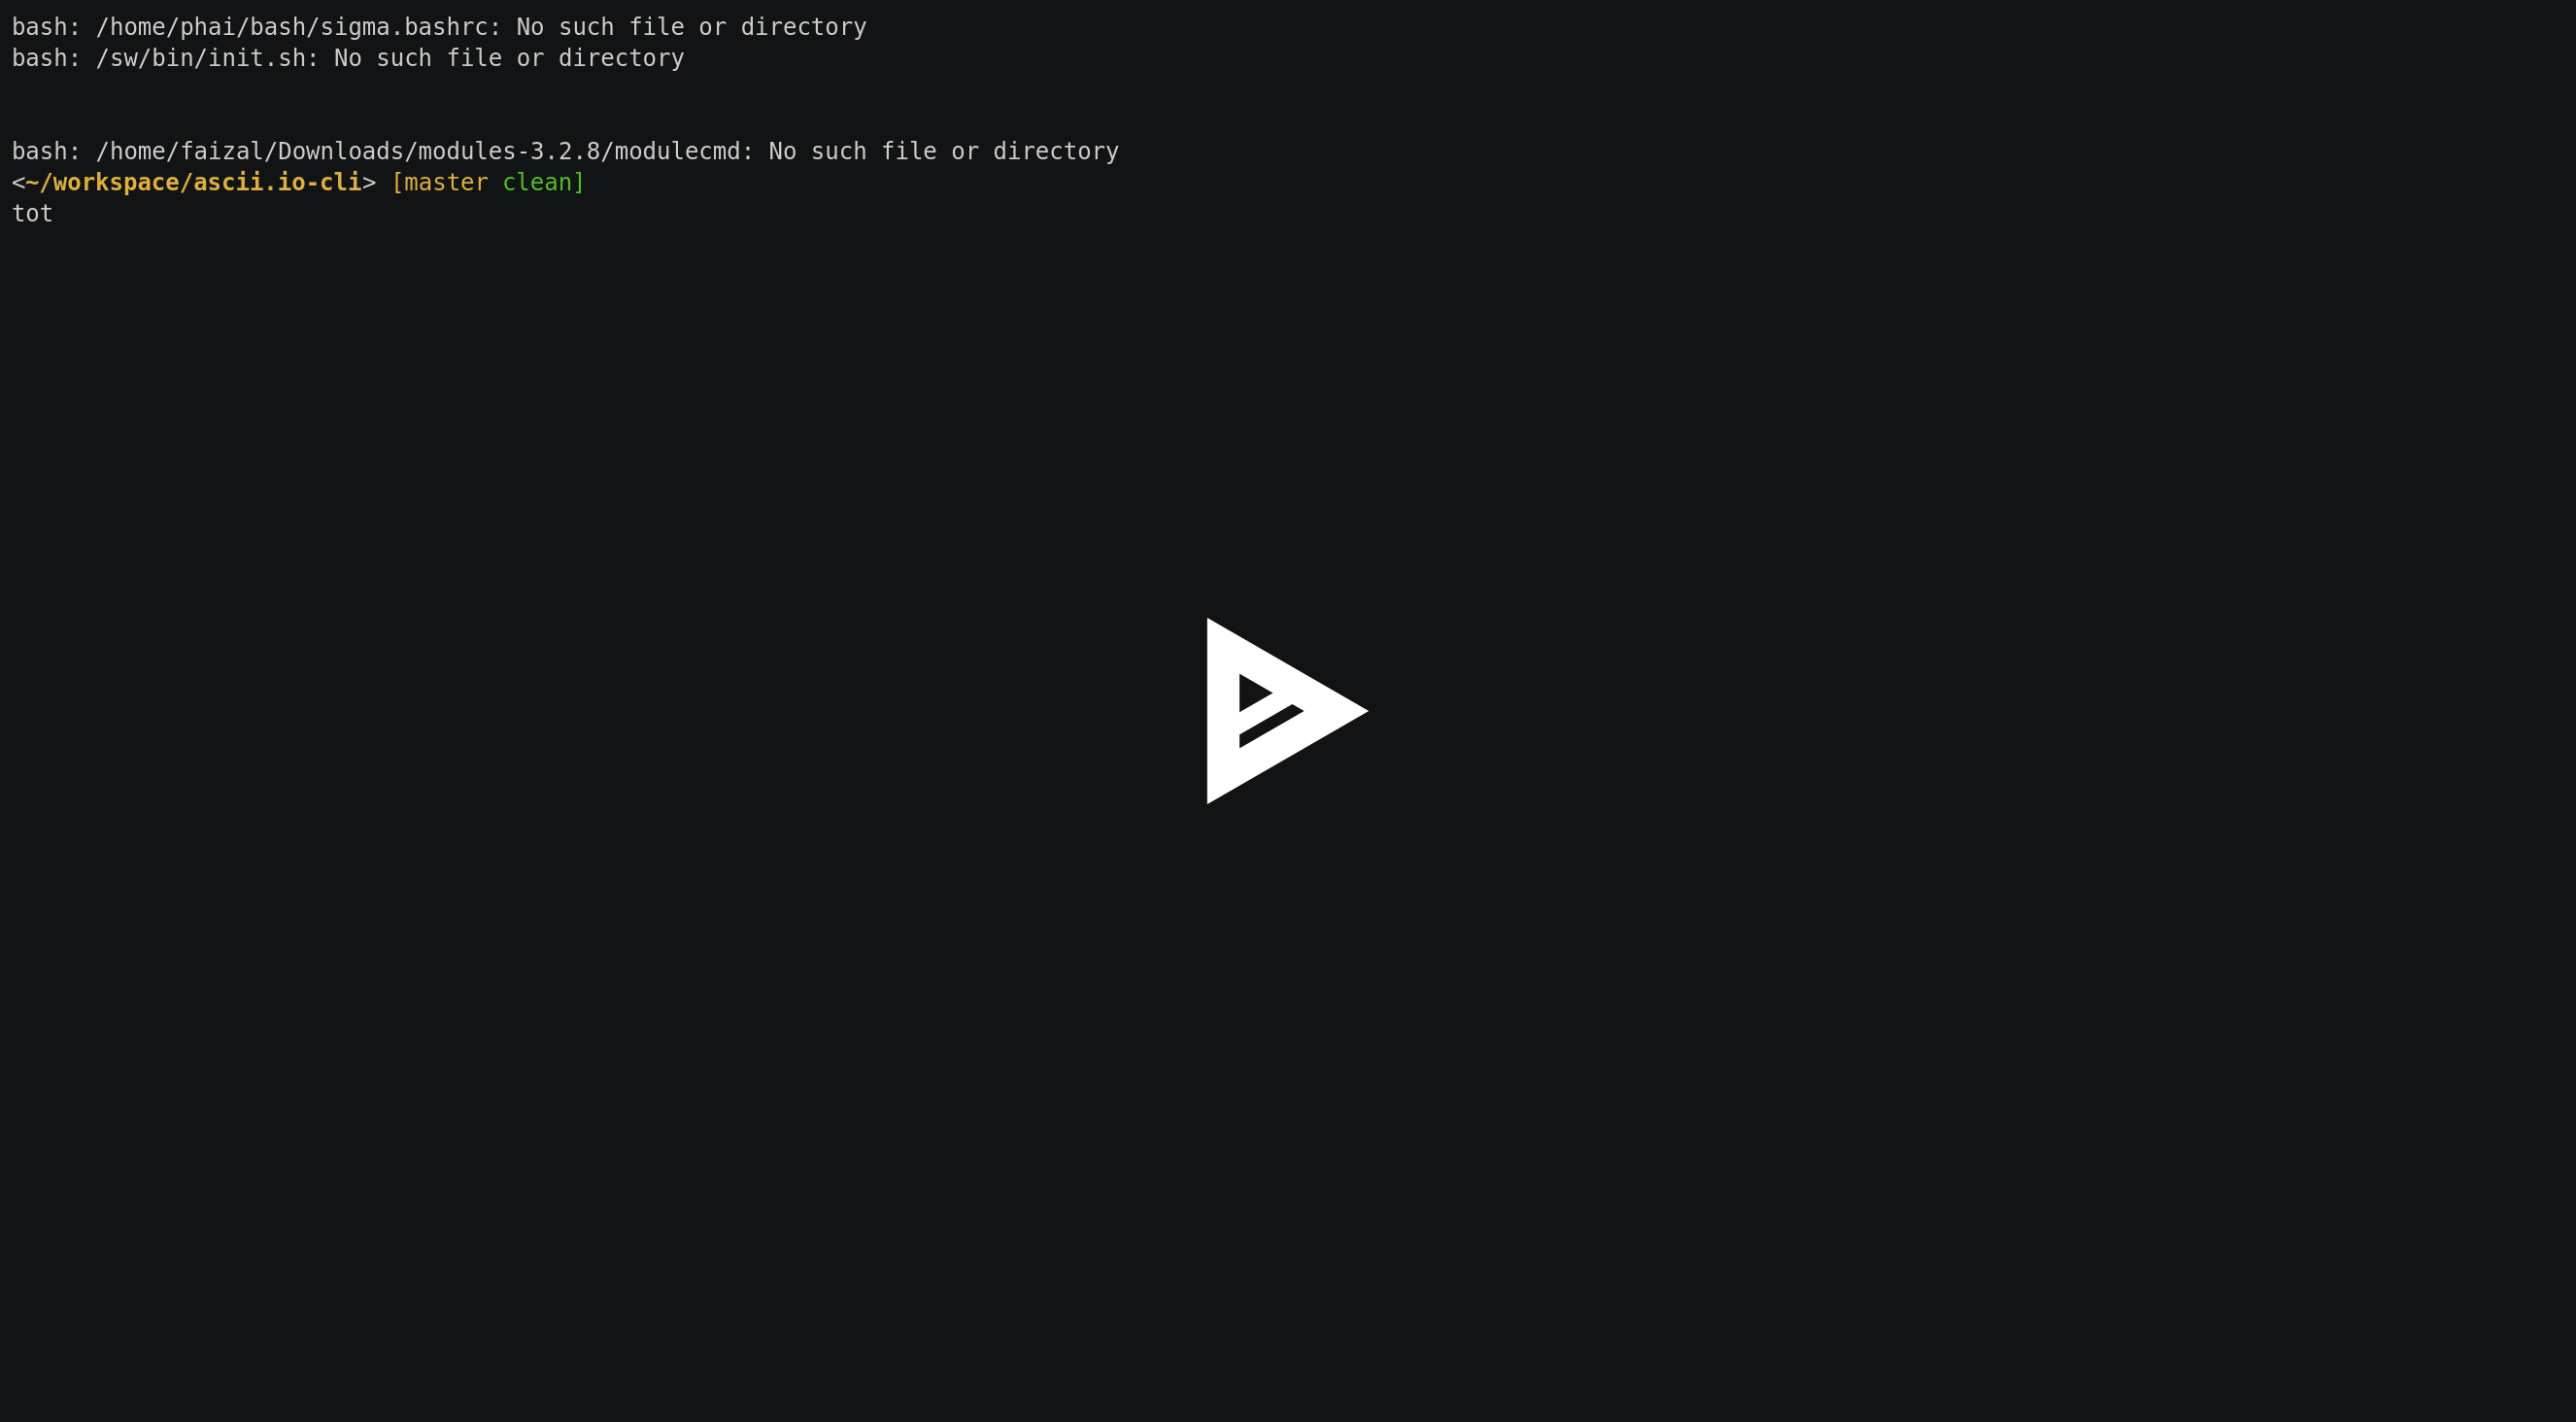 bash: /home/phai/bash/sigma.bashrc: No such file or directory
bash: /sw/bin/init.sh: No such file or directory
bash: /home/faizal/Downloads/modules-3.2.8/modulecmd: No such file or directory
<~/workspace/ascii.io-cli> [master clean]
tot